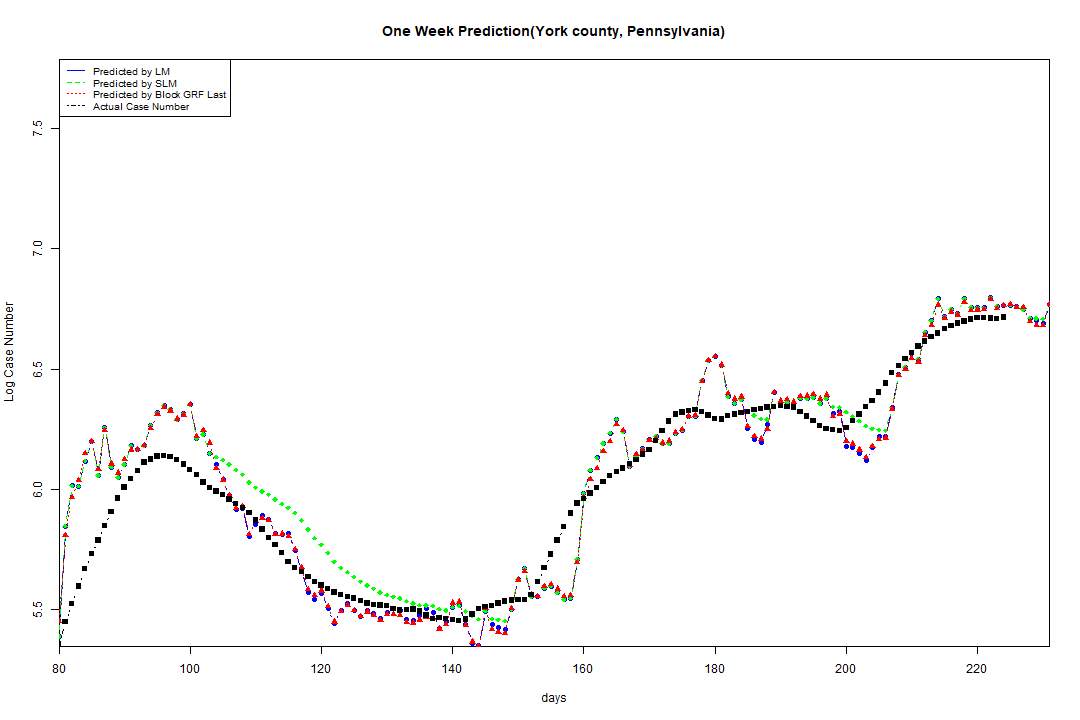 One Week Prediction(York county, Pennsylvania)
Predicted by LM
Predicted by SLM
Predicted by Block GRF Last
Actual Case Number
7.5
7.0
6.5
6.0
5.5
Log Case Number
80 100 120 140 160 180 200 220
days